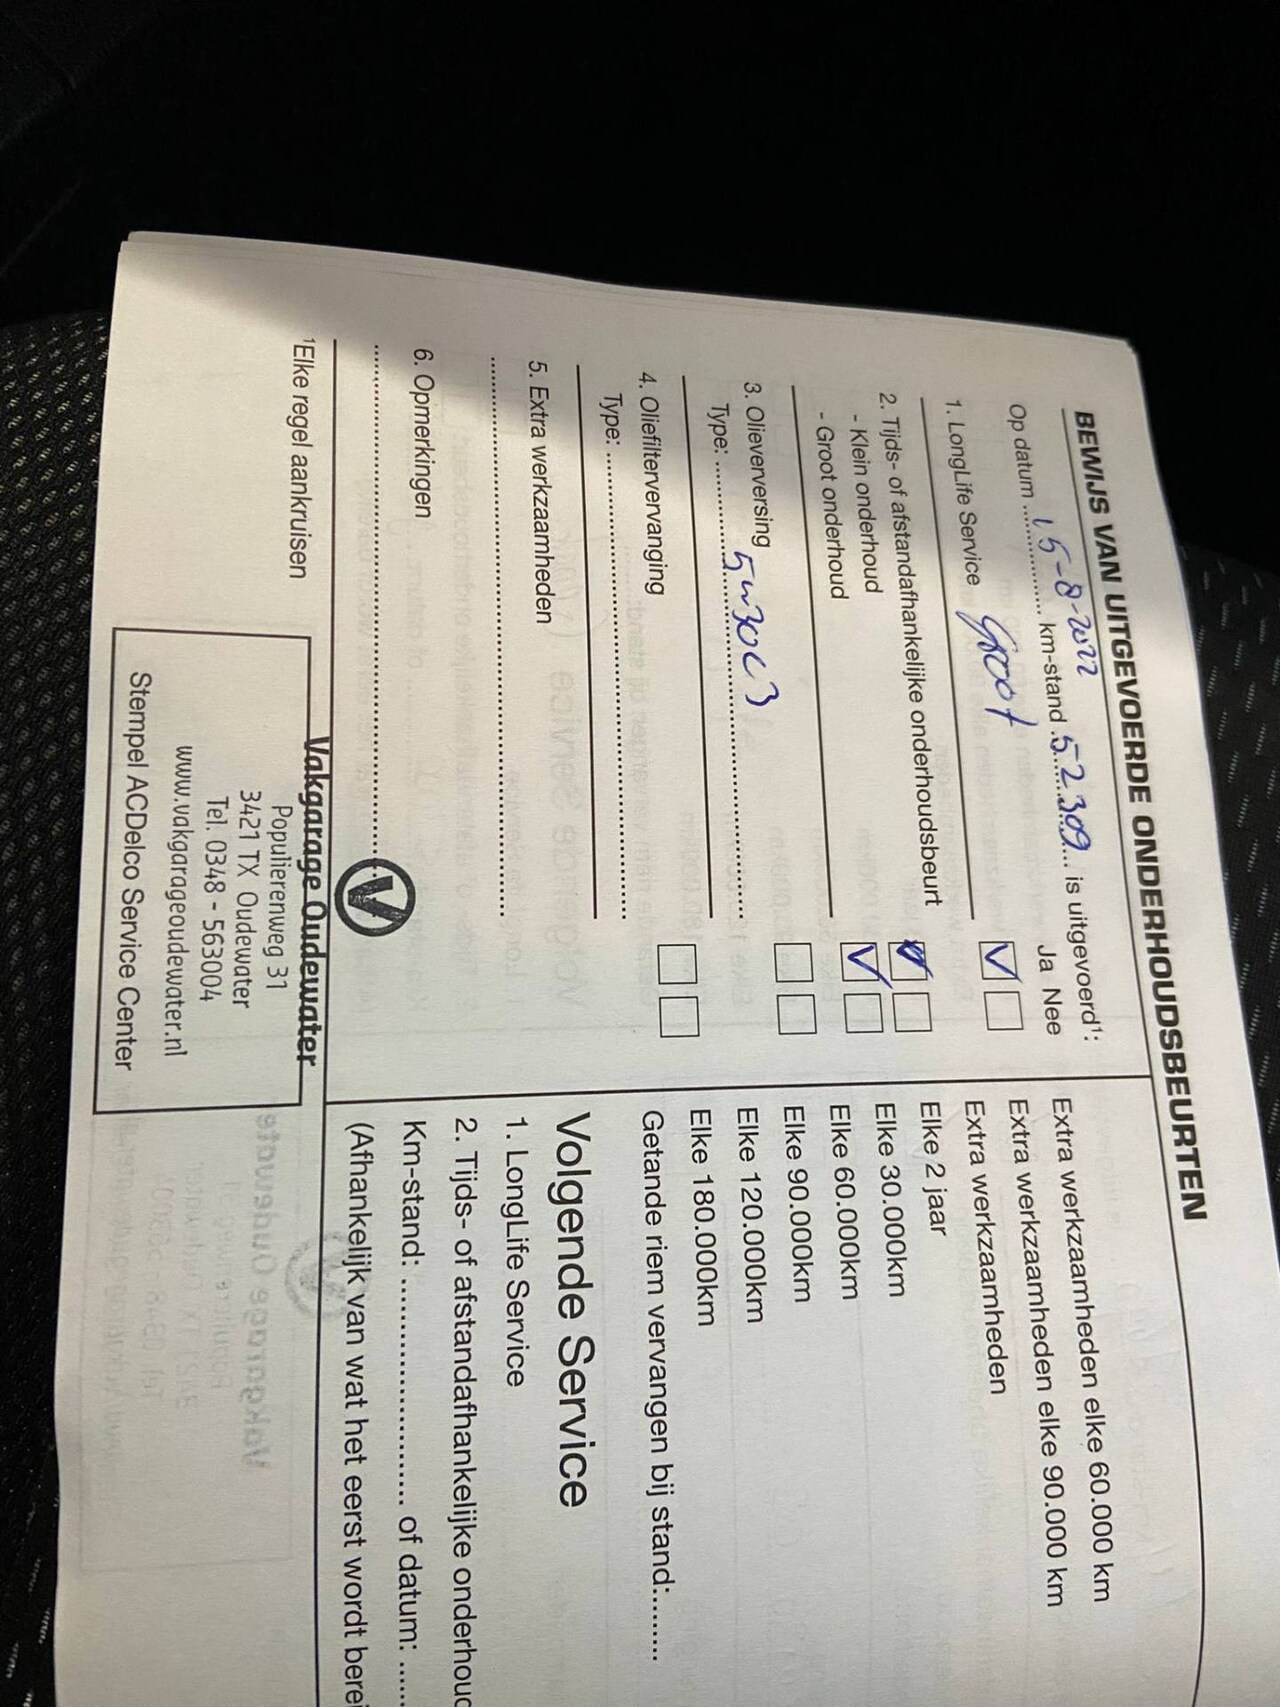 BEWIJS VAN UITGEVOERDE ONDERHOUDSBEURTEN
Op datum 15-8-2022 km-stand 52309 is uitgevoerd¹:
Ja Nee
1. LongLife Service Groot
2. Tijds- of afstandafhankelijke onderhoudsbeurt
- Klein onderhoud
- Groot onderhoud
3. Olieverversing
Type: 5w30C3
4. Oliefiltervervanging
Type:
5. Extra werkzaamheden
6. Opmerkingen
¹Elke regel aankruisen
V
Vakgarage Oudewater
Populierenweg 31
3421 TX Oudewater
Tel. 0348 - 563004
www.vakgarageoudewater.nl
Stempel ACDelco Service Center
Extra werkzaamheden elke 60.000 km
Extra werkzaamheden elke 90.000 km
Extra werkzaamheden
Elke 2 jaar
Elke 30.000km
Elke 60.000km
Elke 90.000km
Elke 120.000km
Elke 180.000km
Getande riem vervangen bij stand:
Volgende Service
1. LongLife Service
2. Tijds- of afstandafhankelijke onderhoud
Km-stand: of datum:
(Afhankelijk van wat het eerst wordt berei